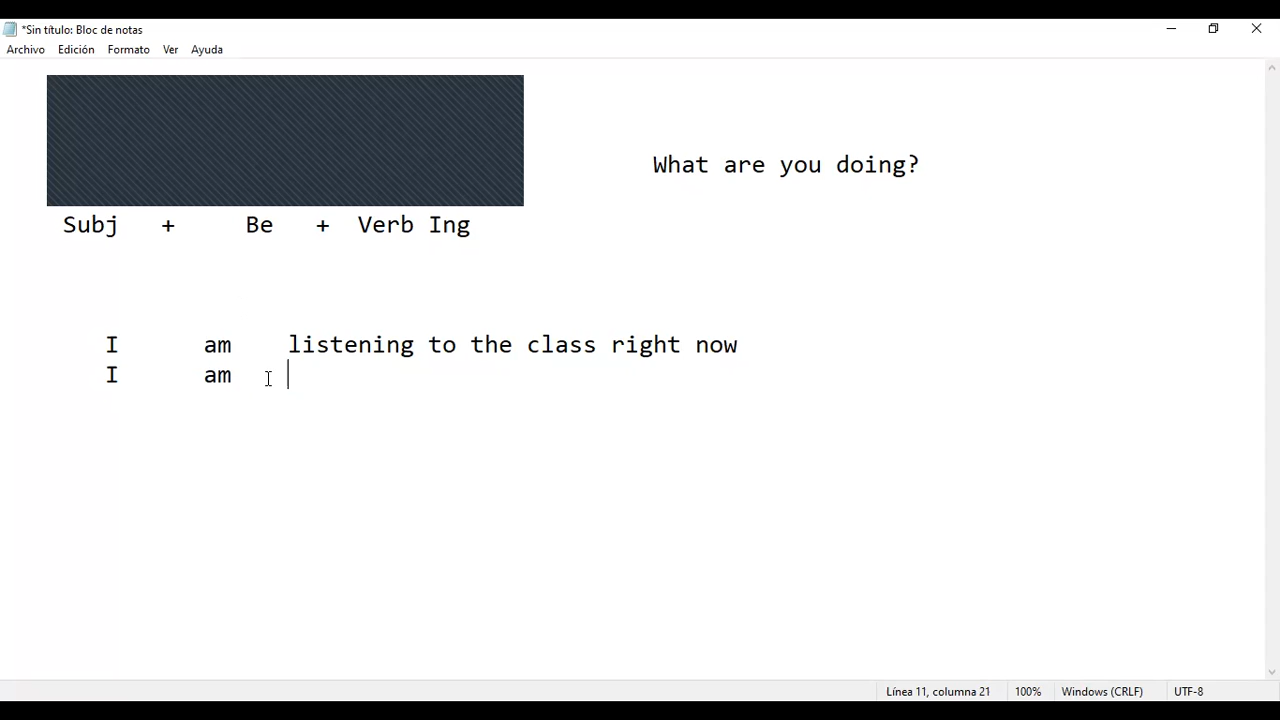 *Sin título: Bloc de notas
Archivo Edición Formato Ver Ayuda
What are you doing?
Subj + Be + Verb Ing
I am listening to the class right now
I am
Línea 11, columna 21 100% Windows (CRLF) UTF-8